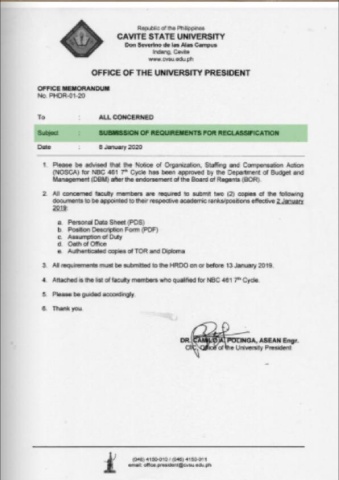 Republic of the Philippines
CAVITE STATE UNIVERSITY
Don Severino de las Alas Campus
Indang, Cavite
www.cvsu.edu.ph
OFFICE OF THE UNIVERSITY PRESIDENT
OFFICE MEMORANDUM
No. PHDR-01-20
To : ALL CONCERNED
Subject : SUBMISSION OF REQUIREMENTS FOR RECLASSIFICATION
Date : 8 January 2020
1. Please be advised that the Notice of Organization, Staffing and Compensation Action
(NOSCA) for NBC 461 7th Cycle has been approved by the Department of Budget and
Management (DBM) after the endorsement of the Board of Regents (BOR).
2. All concerned faculty members are required to submit two (2) copies of the following
documents to be appointed to their respective academic ranks/positions effective 2 January
2019:
a. Personal Data Sheet (PDS)
b. Position Description Form (PDF)
c. Assumption of Duty
d. Oath of Office
e. Authenticated copies of TOR and Diploma
3. All requirements must be submitted to the HRDO on or before 13 January 2019.
4. Attached is the list of faculty members who qualified for NBC 461 7th Cycle.
5. Please be guided accordingly.
6. Thank you.
DR. CAMILO A. POLINGA, ASEAN Engr.
OIC, Office of the University President
(046) 4150-010 / (046) 4150-011
email: office.president@cvsu.edu.ph